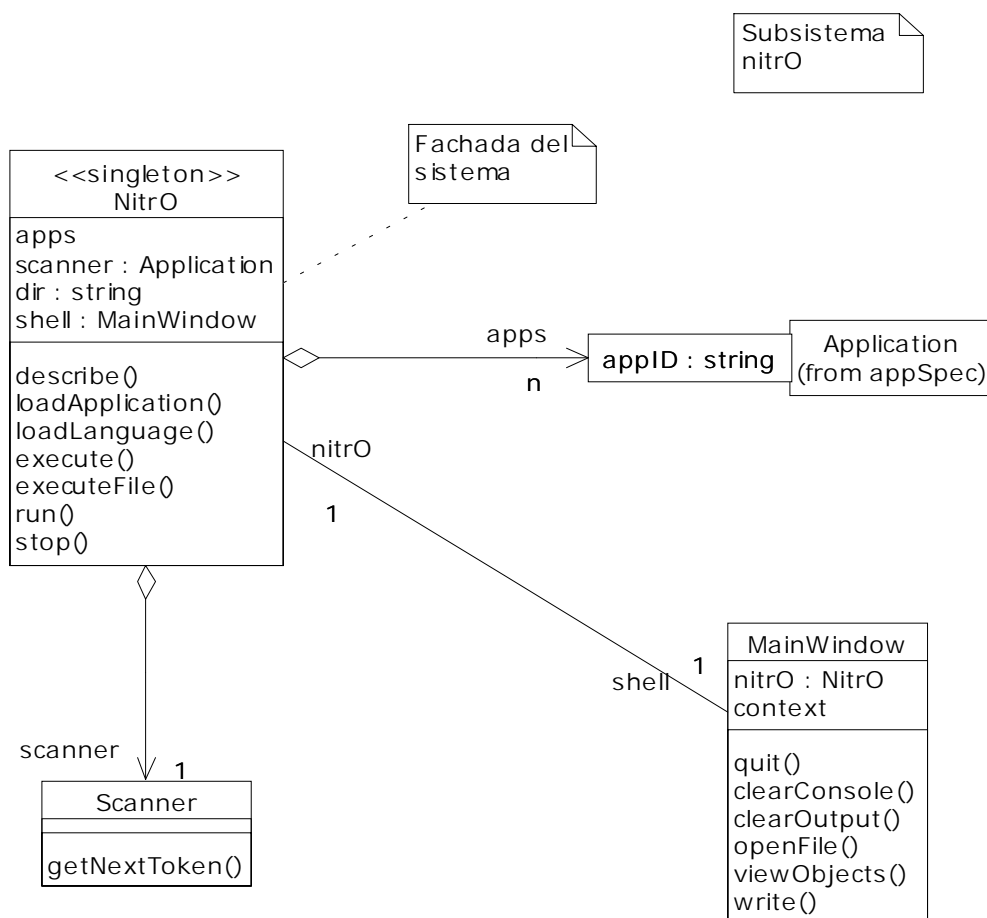 Subsistema
nitrO
Fachada del
sistema
<<singleton>>
NitrO
apps
scanner : Application
dir : string
shell : MainWindow
describe()
loadApplication()
loadLanguage()
execute()
executeFile()
run()
stop()
apps
n
appID : string
Application
(from appSpec)
nitrO
1
shell
1
MainWindow
nitrO : NitrO
context
quit()
clearConsole()
clearOutput()
openFile()
viewObjects()
write()
scanner
1
Scanner
getNextToken()